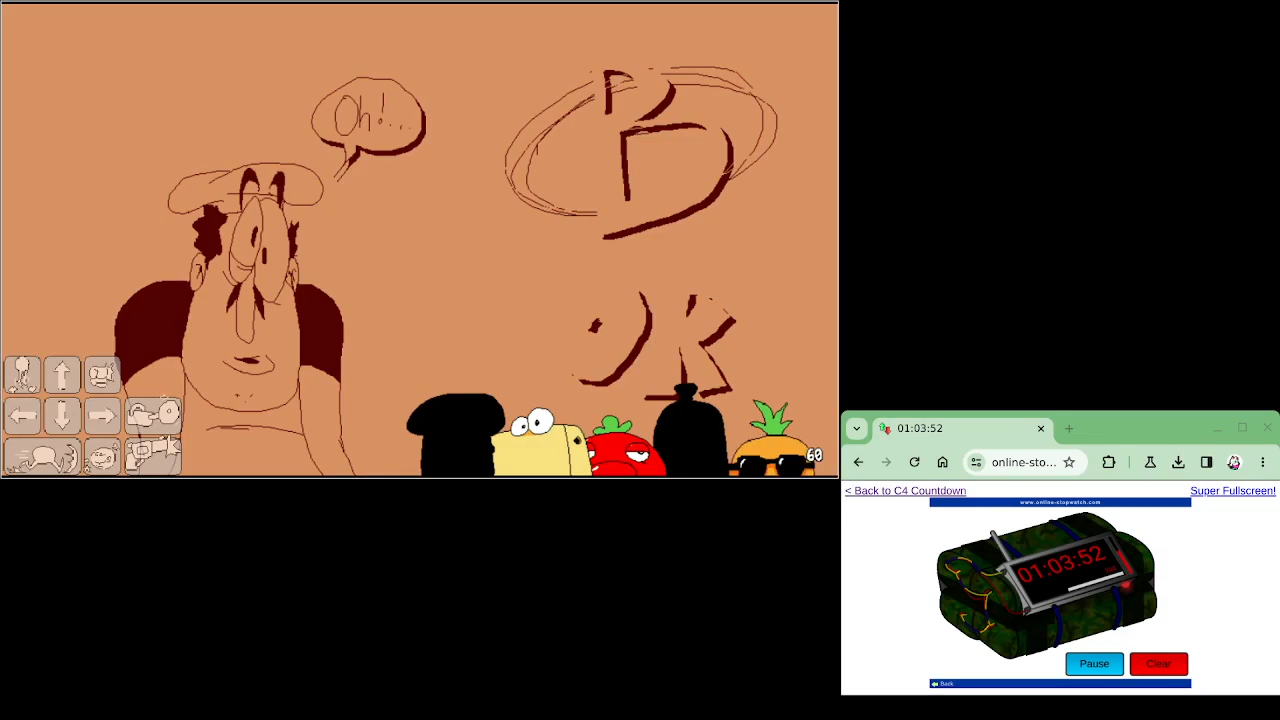 Oh!...
P
D
OK
60
01:03:52
online-sto...
< Back to C4 Countdown
Super Fullscreen!
www.online-stopwatch.com
01:03:52
Pause
Clear
Back